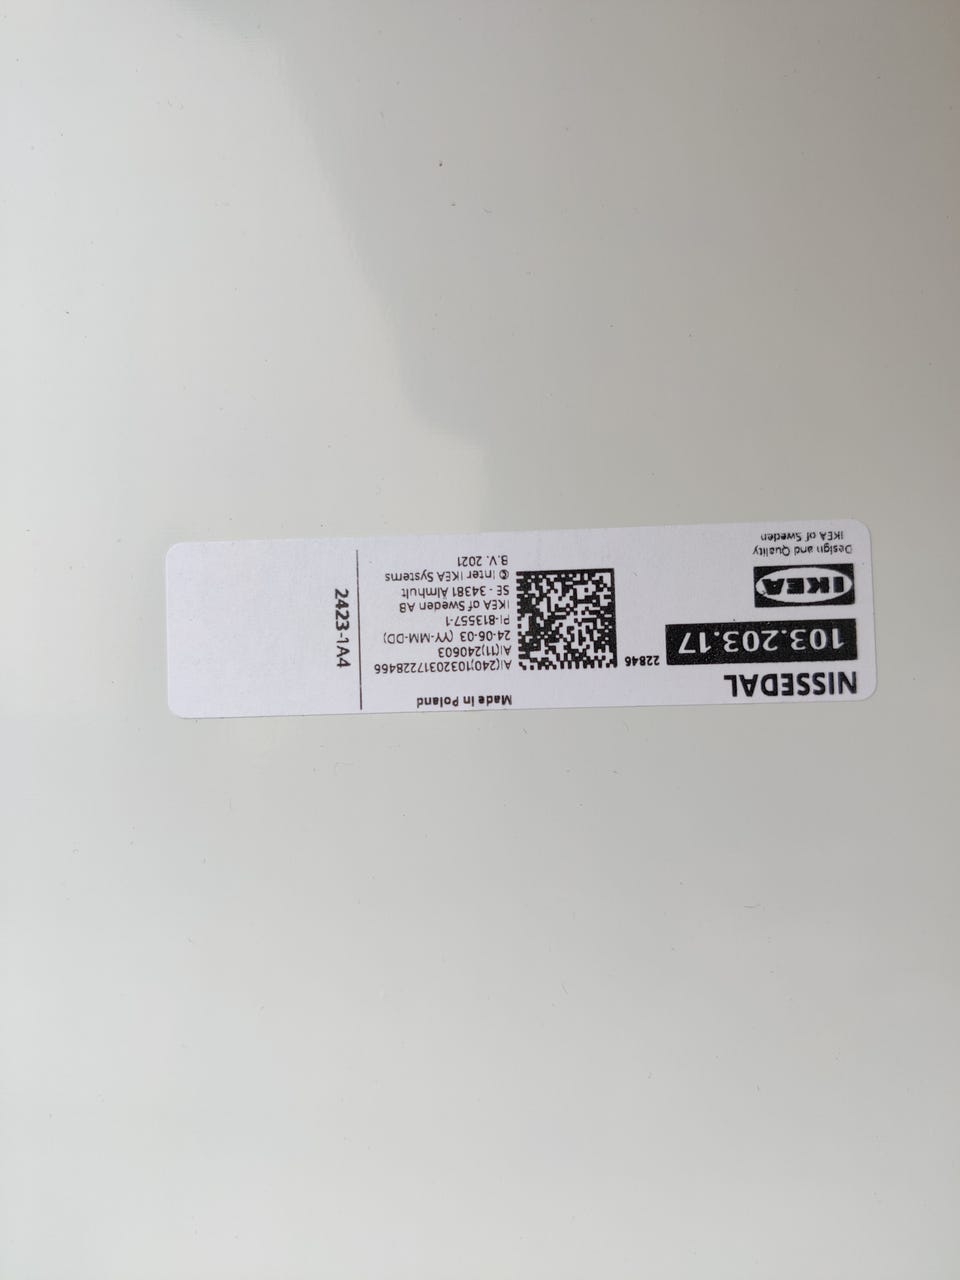 NISSEDAL
103.203.17
22846
IKEA
Design and Quality
IKEA of Sweden
Made in Poland
AI(240)1032031722846​6
AI(11)240603
24-06-03 (YY-MM-DD)
PI-813557-1
IKEA of Sweden AB
SE - 34381 Älmhult
© Inter IKEA Systems
B.V. 2021
2423-1A4